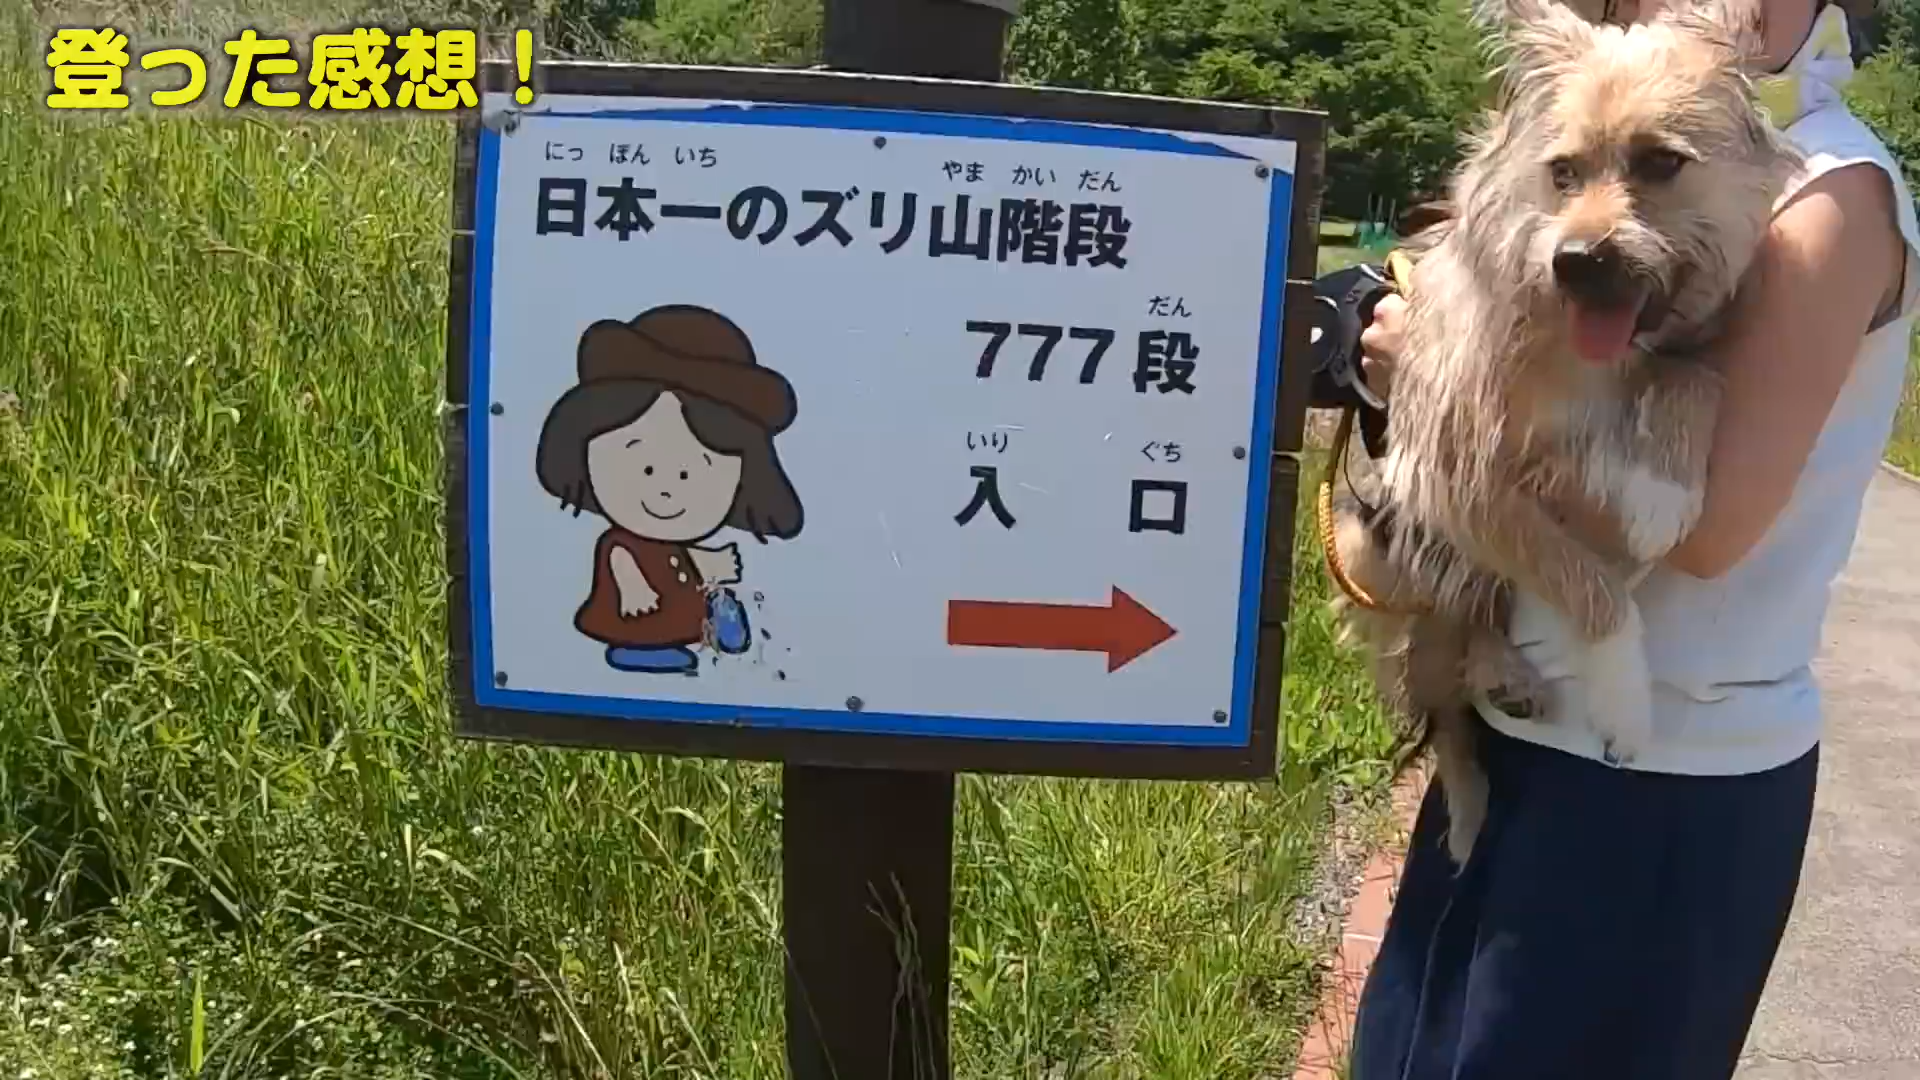 登った感想！
にっ ぽん いち
やま かい だん
日本一のズリ山階段
だん
777段
いり ぐち
入口